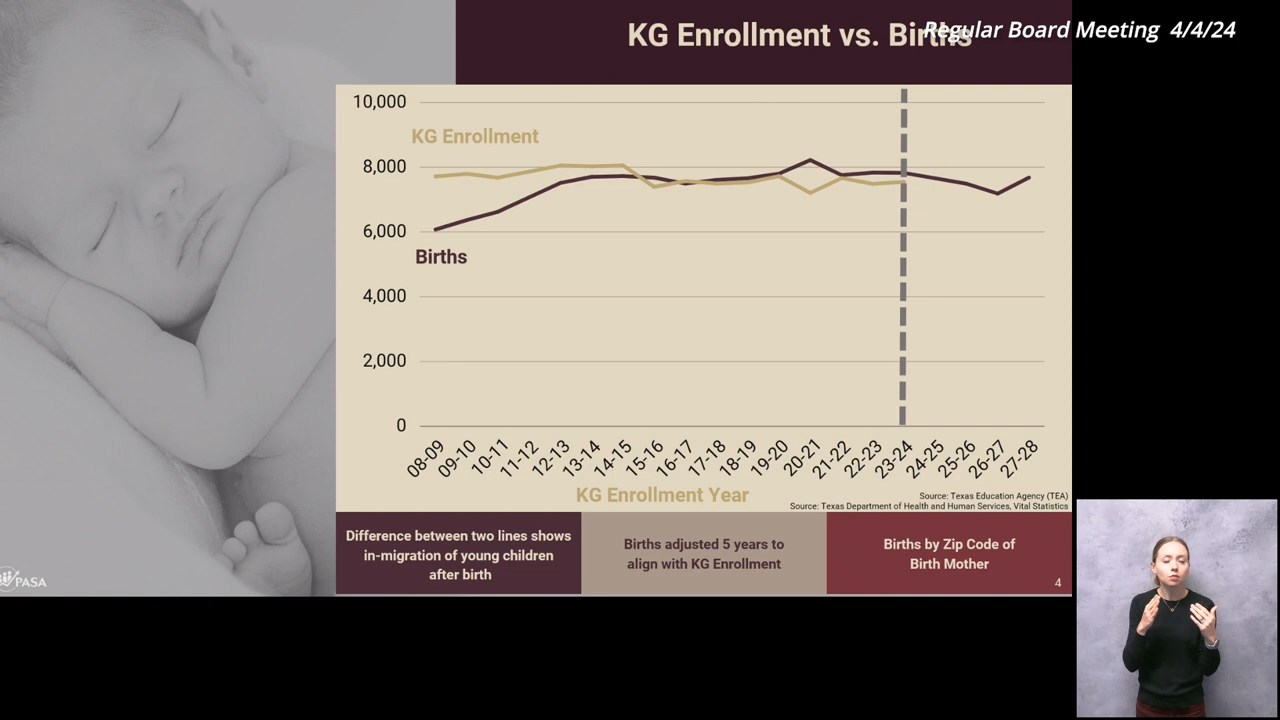 KG Enrollment vs. Births
Regular Board Meeting 4/4/24
10,000
KG Enrollment
8,000
6,000
Births
4,000
2,000
0
08-09
09-10
10-11
11-12
12-13
13-14
14-15
15-16
16-17
17-18
18-19
19-20
20-21
21-22
22-23
23-24
24-25
25-26
26-27
27-28
KG Enrollment Year
Source: Texas Education Agency (TEA)
Source: Texas Department of Health and Human Services, Vital Statistics
Difference between two lines shows
in-migration of young children
after birth
Births adjusted 5 years to
align with KG Enrollment
Births by Zip Code of
Birth Mother
4
PASA